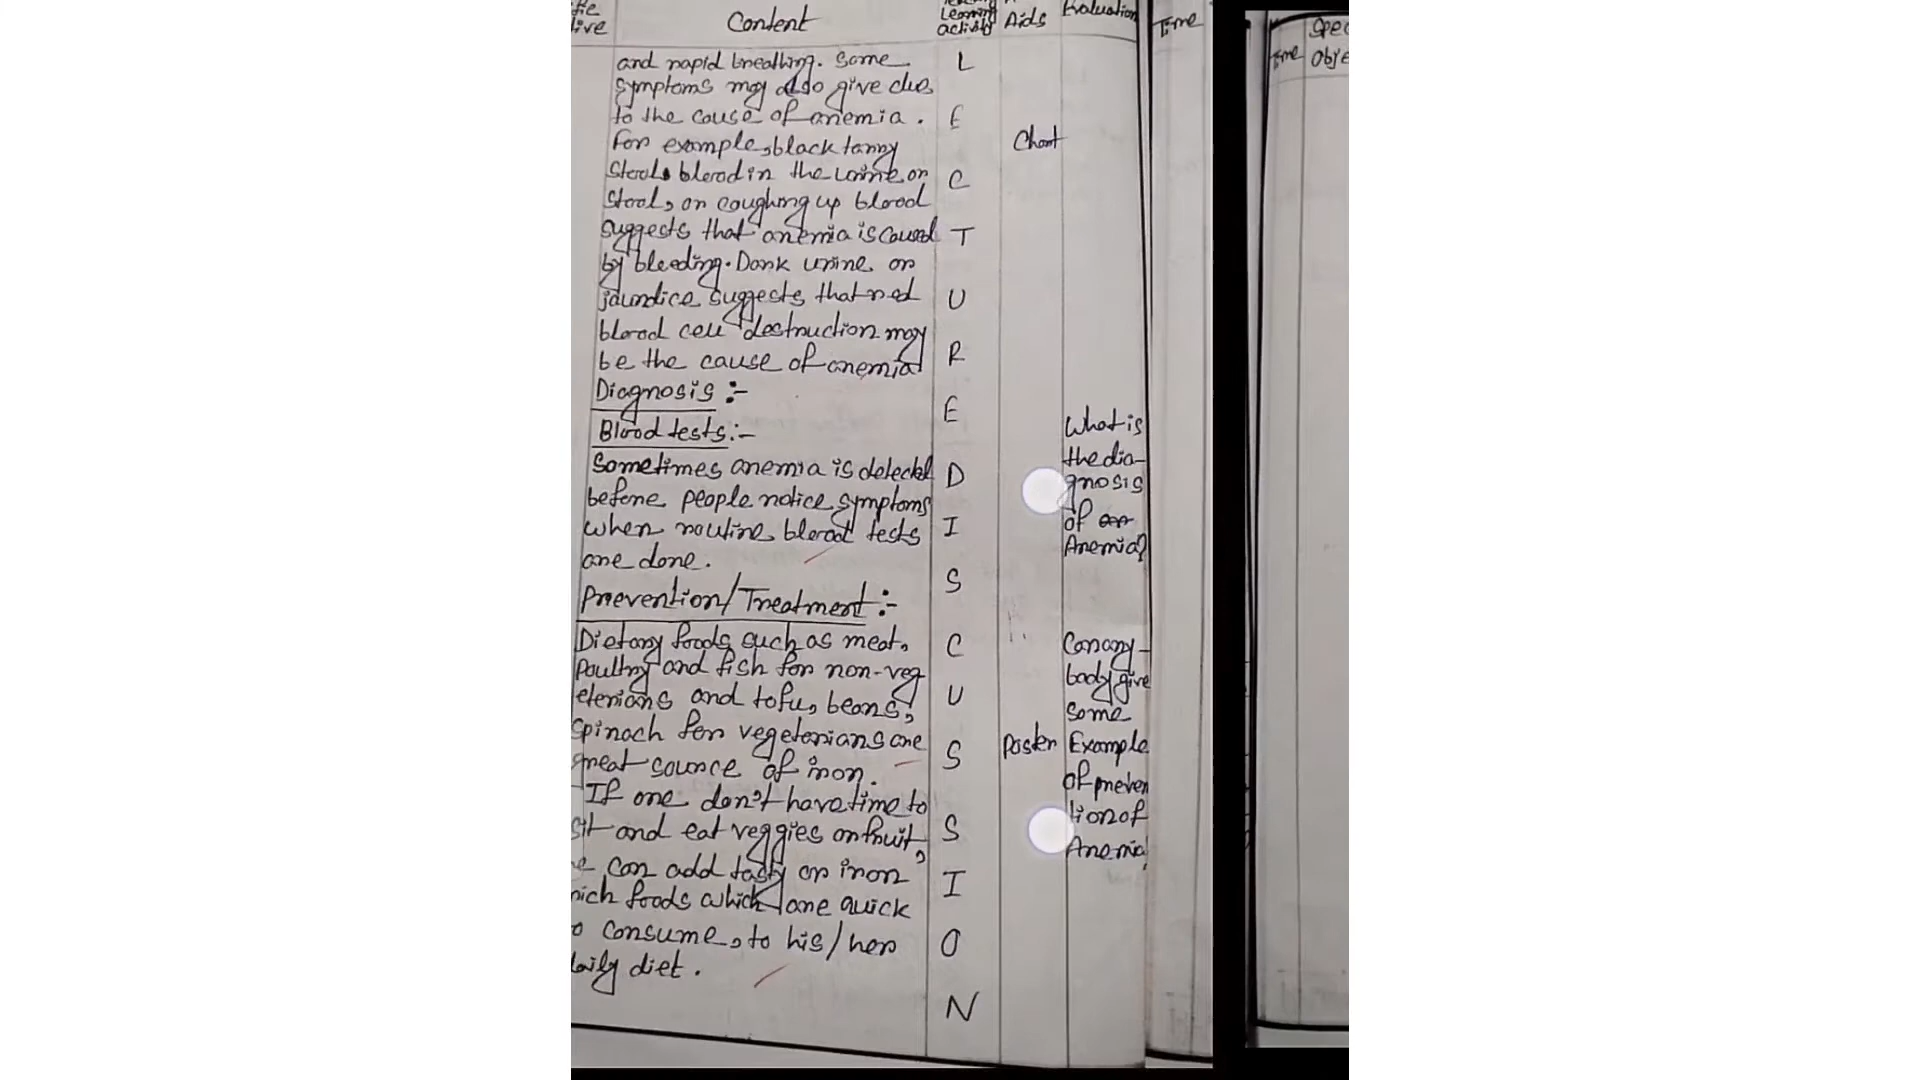 Content
Learning
activity
Aids
Evaluation
Time
and rapid breathing. Some
symptoms may also give clues
to the cause of anemia.
For example, black tarry
stools blood in the urine or
stool, or coughing up blood
suggests that anemia is caused
by bleeding. Dark urine or
jaundice suggests that red
blood cell destruction may
be the cause of anemia
Diagnosis :-
Blood tests :-
Sometimes anemia is detected
before people notice symptoms
when routine blood tests
are done.
Prevention/Treatment :-
Dietary foods such as meat,
Poultry and fish for non-veg
eterians and tofu, beans,
spinach for vegeterians are
great source of iron.
If one don't have time to
sit and eat veggies or fruit,
can add tasty or iron
rich foods which are quick
to consume, to his/her
daily diet.
L
E
C
T
U
R
E
D
I
S
C
U
S
S
I
O
N
Chart
Poster
What is
the dia-
gnosis
of
Anemia?
Can any-
body give
some
Example
of preven
tion of
Anemia
Time
Obje